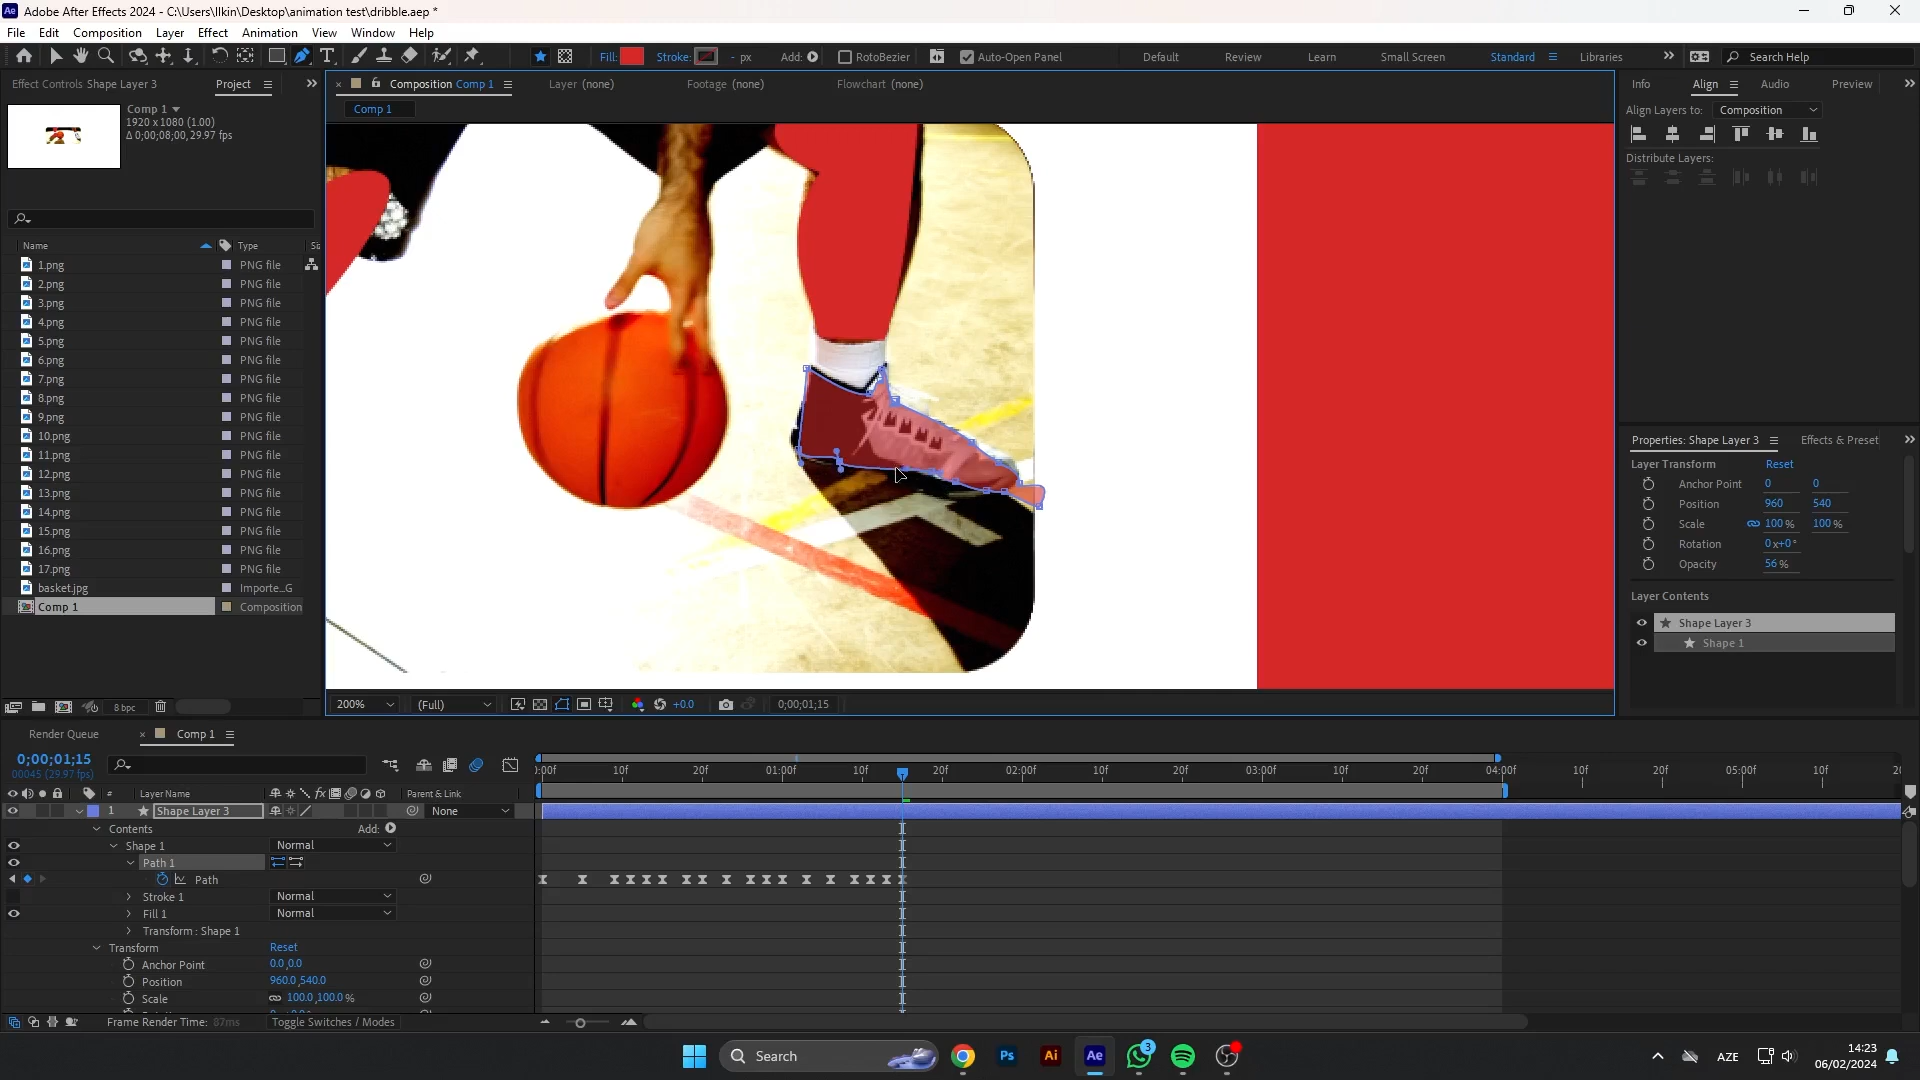 Adobe After Effects 2024 - C:\Users\Ilkin\Desktop\animation test\dribble.aep *
File Edit Composition Layer Effect Animation View Window Help
Fill: Stroke: - px Add: RotoBezier Auto-Open Panel Default Review Learn Small Screen Standard Libraries Search Help
Effect Controls Shape Layer 3 Project
Comp 1
1920 x 1080 (1.00)
Δ 0;00;08;00, 29.97 fps
Name Type Si
1.png PNG file
2.png PNG file
3.png PNG file
4.png PNG file
5.png PNG file
6.png PNG file
7.png PNG file
8.png PNG file
9.png PNG file
10.png PNG file
11.png PNG file
12.png PNG file
13.png PNG file
14.png PNG file
15.png PNG file
16.png PNG file
17.png PNG file
basket.jpg Importe...G
Comp 1 Composition
8 bpc
Composition Comp 1 Layer (none) Footage (none) Flowchart (none)
Comp 1
200% (Full) +0.0 0;00;01;15
Info Align Audio Preview
Align Layers to: Composition
Distribute Layers:
Properties: Shape Layer 3 Effects & Preset
Layer Transform Reset
Anchor Point 0 0
Position 960 540
Scale 100 % 100 %
Rotation 0x+0°
Opacity 56 %
Layer Contents
Shape Layer 3
Shape 1
Render Queue Comp 1
0;00;01;15
00045 (29.97 fps)
# Layer Name fx Parent & Link
):00f 10f 20f 01:00f 10f 20f 02:00f 10f 20f 03:00f 10f 20f 04:00f 10f 20f 05:00f 10f 20
1 Shape Layer 3 None
Contents Add:
Shape 1 Normal
Path 1
Path
Stroke 1 Normal
Fill 1 Normal
Transform : Shape 1
Transform Reset
Anchor Point 0.0,0.0
Position 960.0,540.0
Scale 100.0,100.0%
Frame Render Time: 87ms Toggle Switches / Modes
Search Ps Ai Ae 3 AZE 14:23
06/02/2024